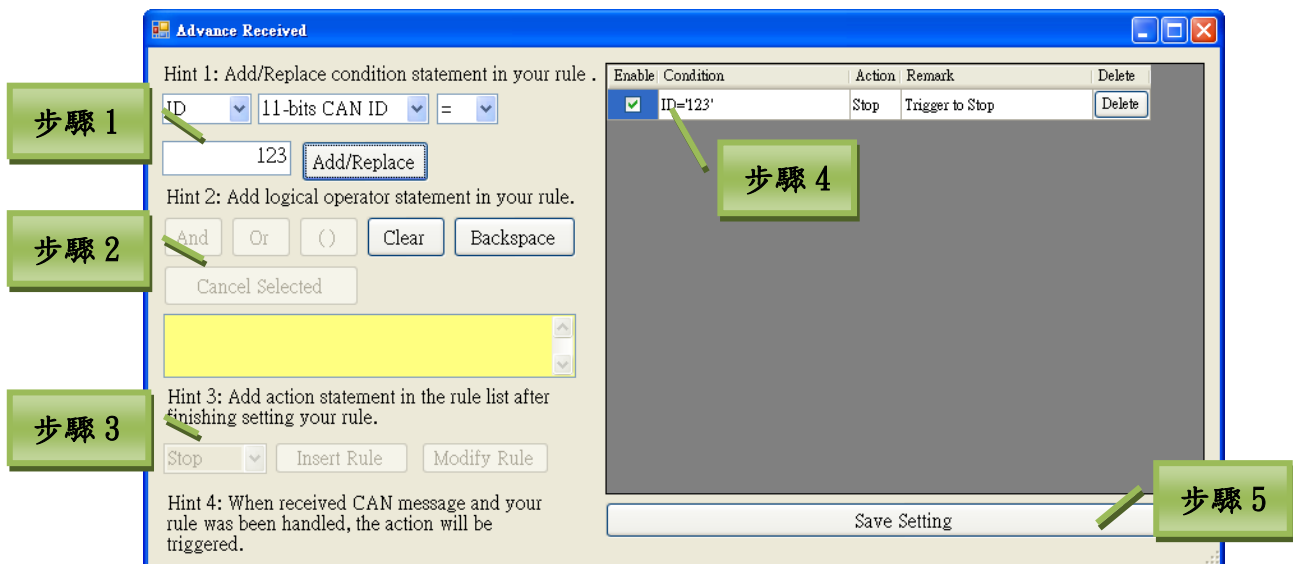 Advance Received
Hint 1: Add/Replace condition statement in your rule .
ID 11-bits CAN ID =
123 Add/Replace
步驟 1
Hint 2: Add logical operator statement in your rule.
And Or () Clear Backspace
Cancel Selected
步驟 2
Hint 3: Add action statement in the rule list after
finishing setting your rule.
Stop Insert Rule Modify Rule
步驟 3
Hint 4: When received CAN message and your
rule was been handled, the action will be
triggered.
Enable Condition Action Remark Delete
ID='123' Stop Trigger to Stop Delete
步驟 4
Save Setting
步驟 5